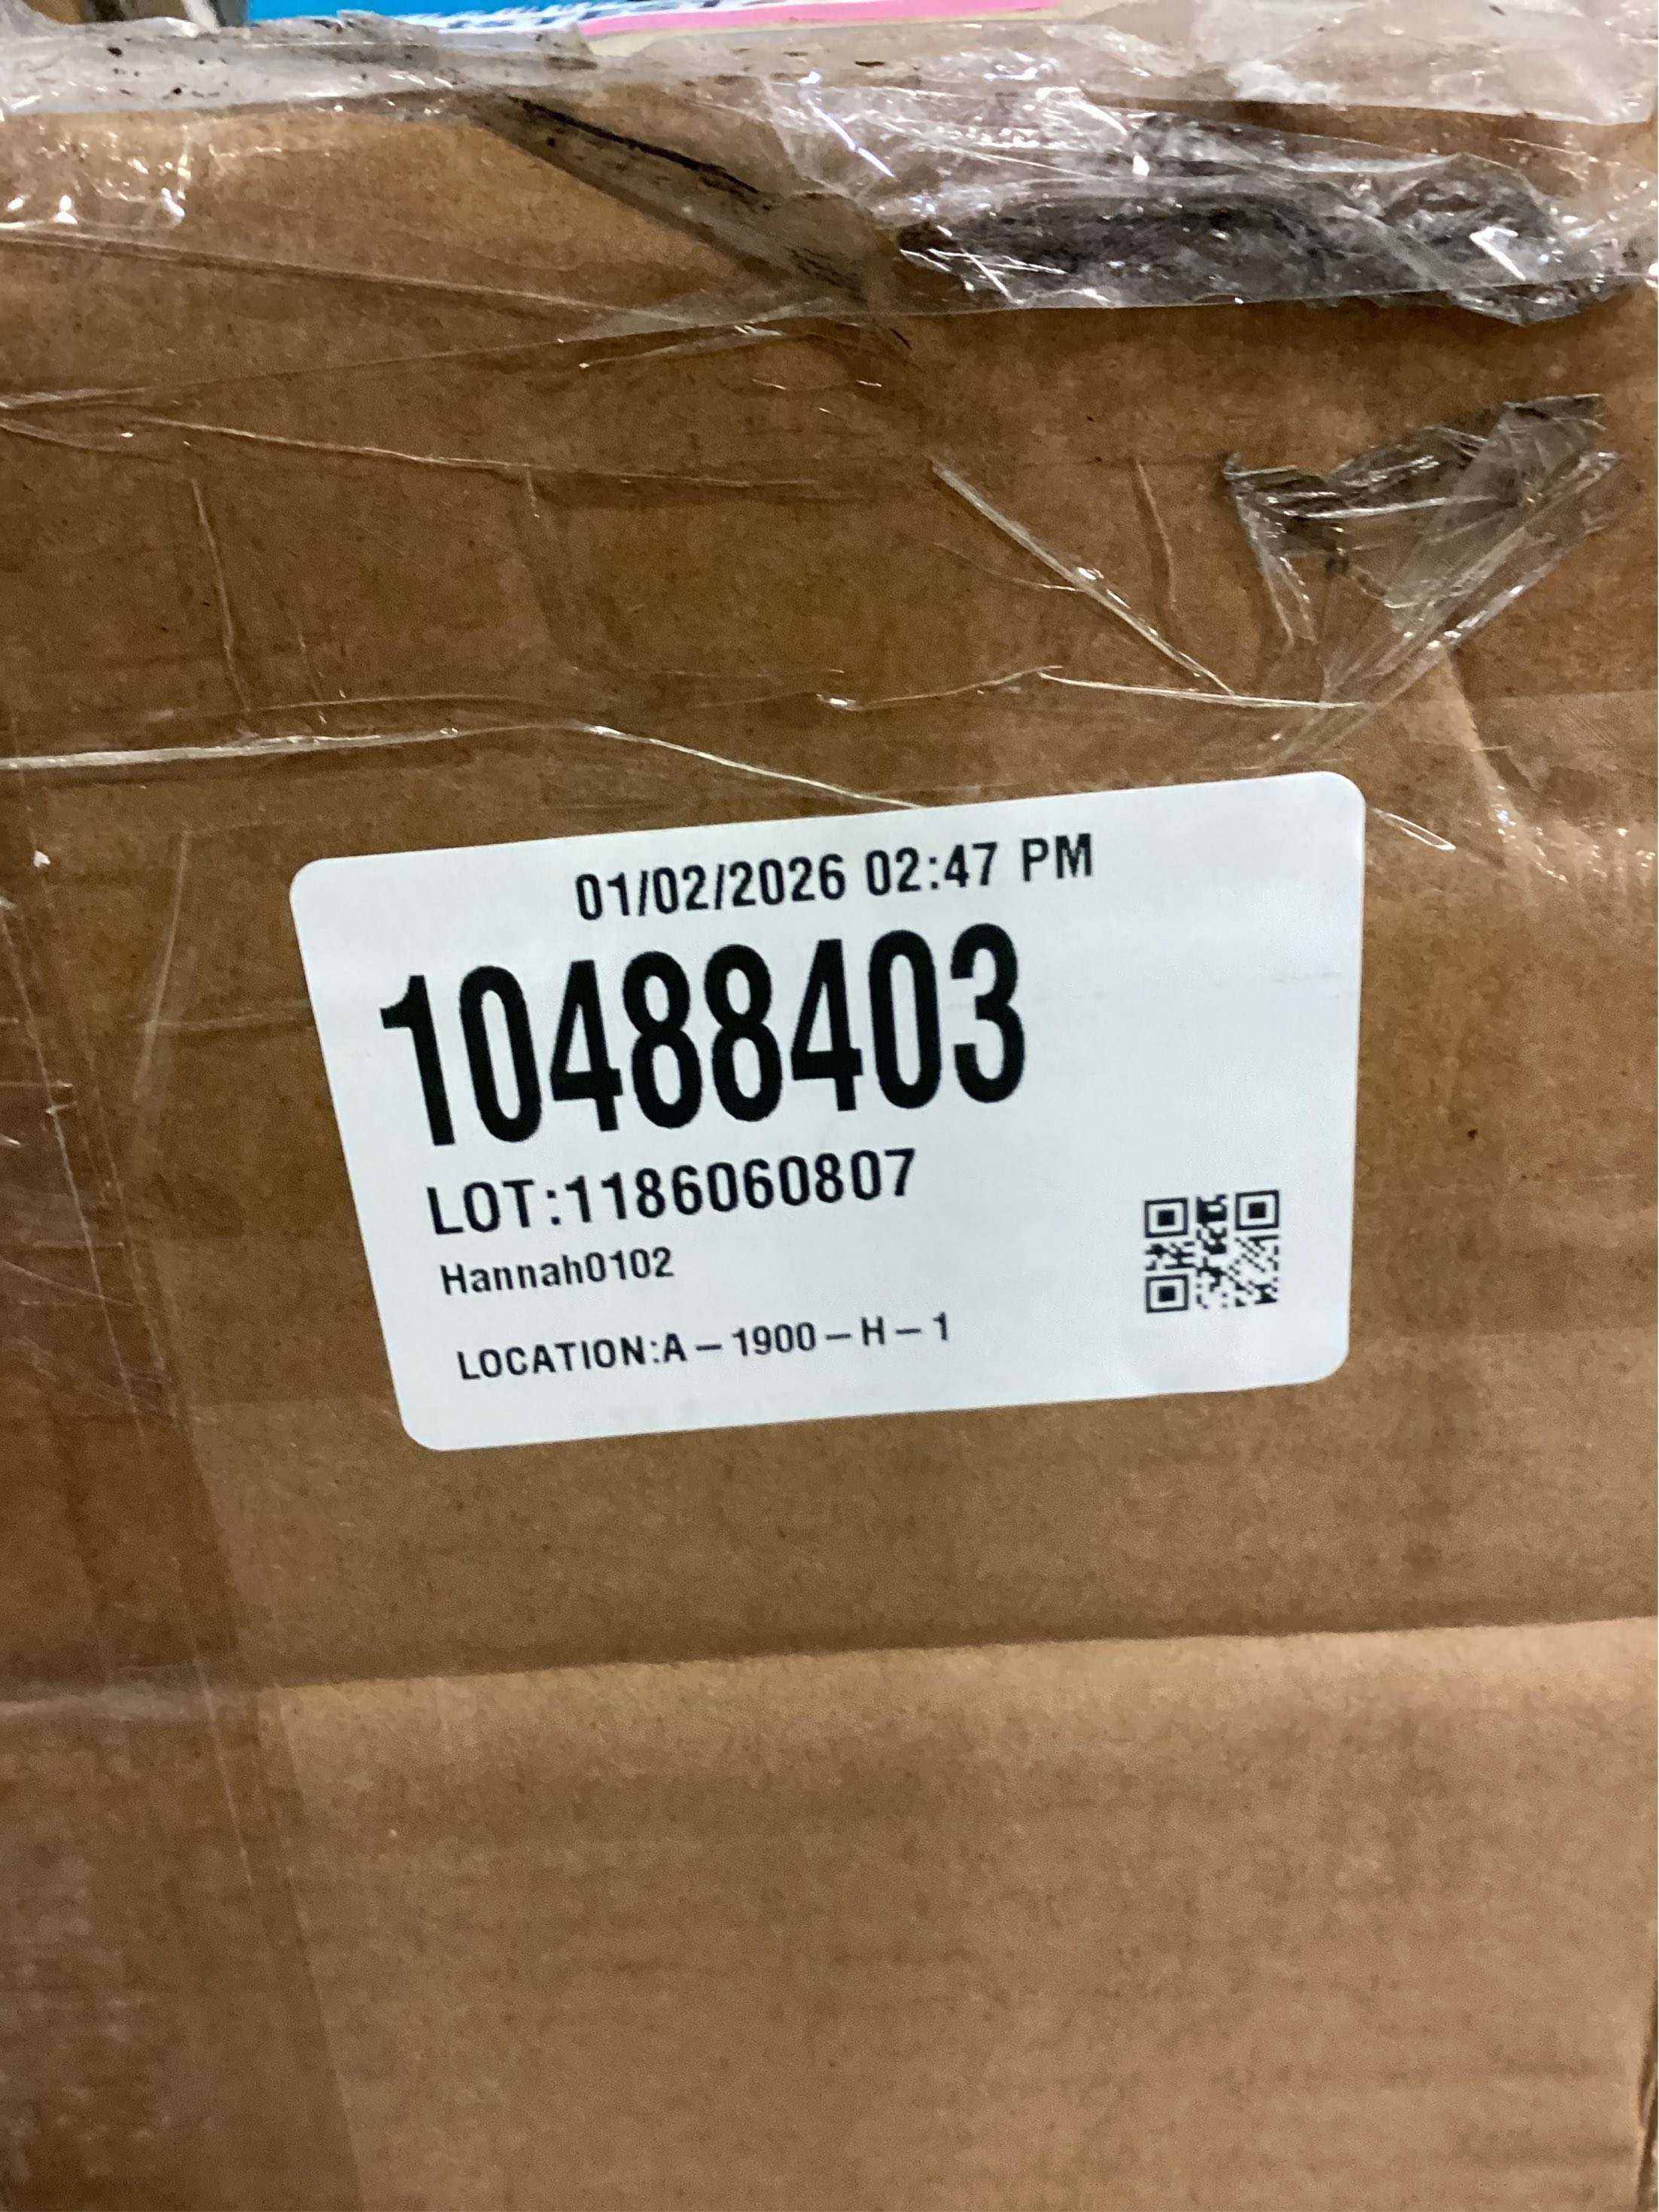 01/02/2026 02:47 PM
10488403
LOT:1186060807
Hannah0102
LOCATION:A – 1900 – H – 1